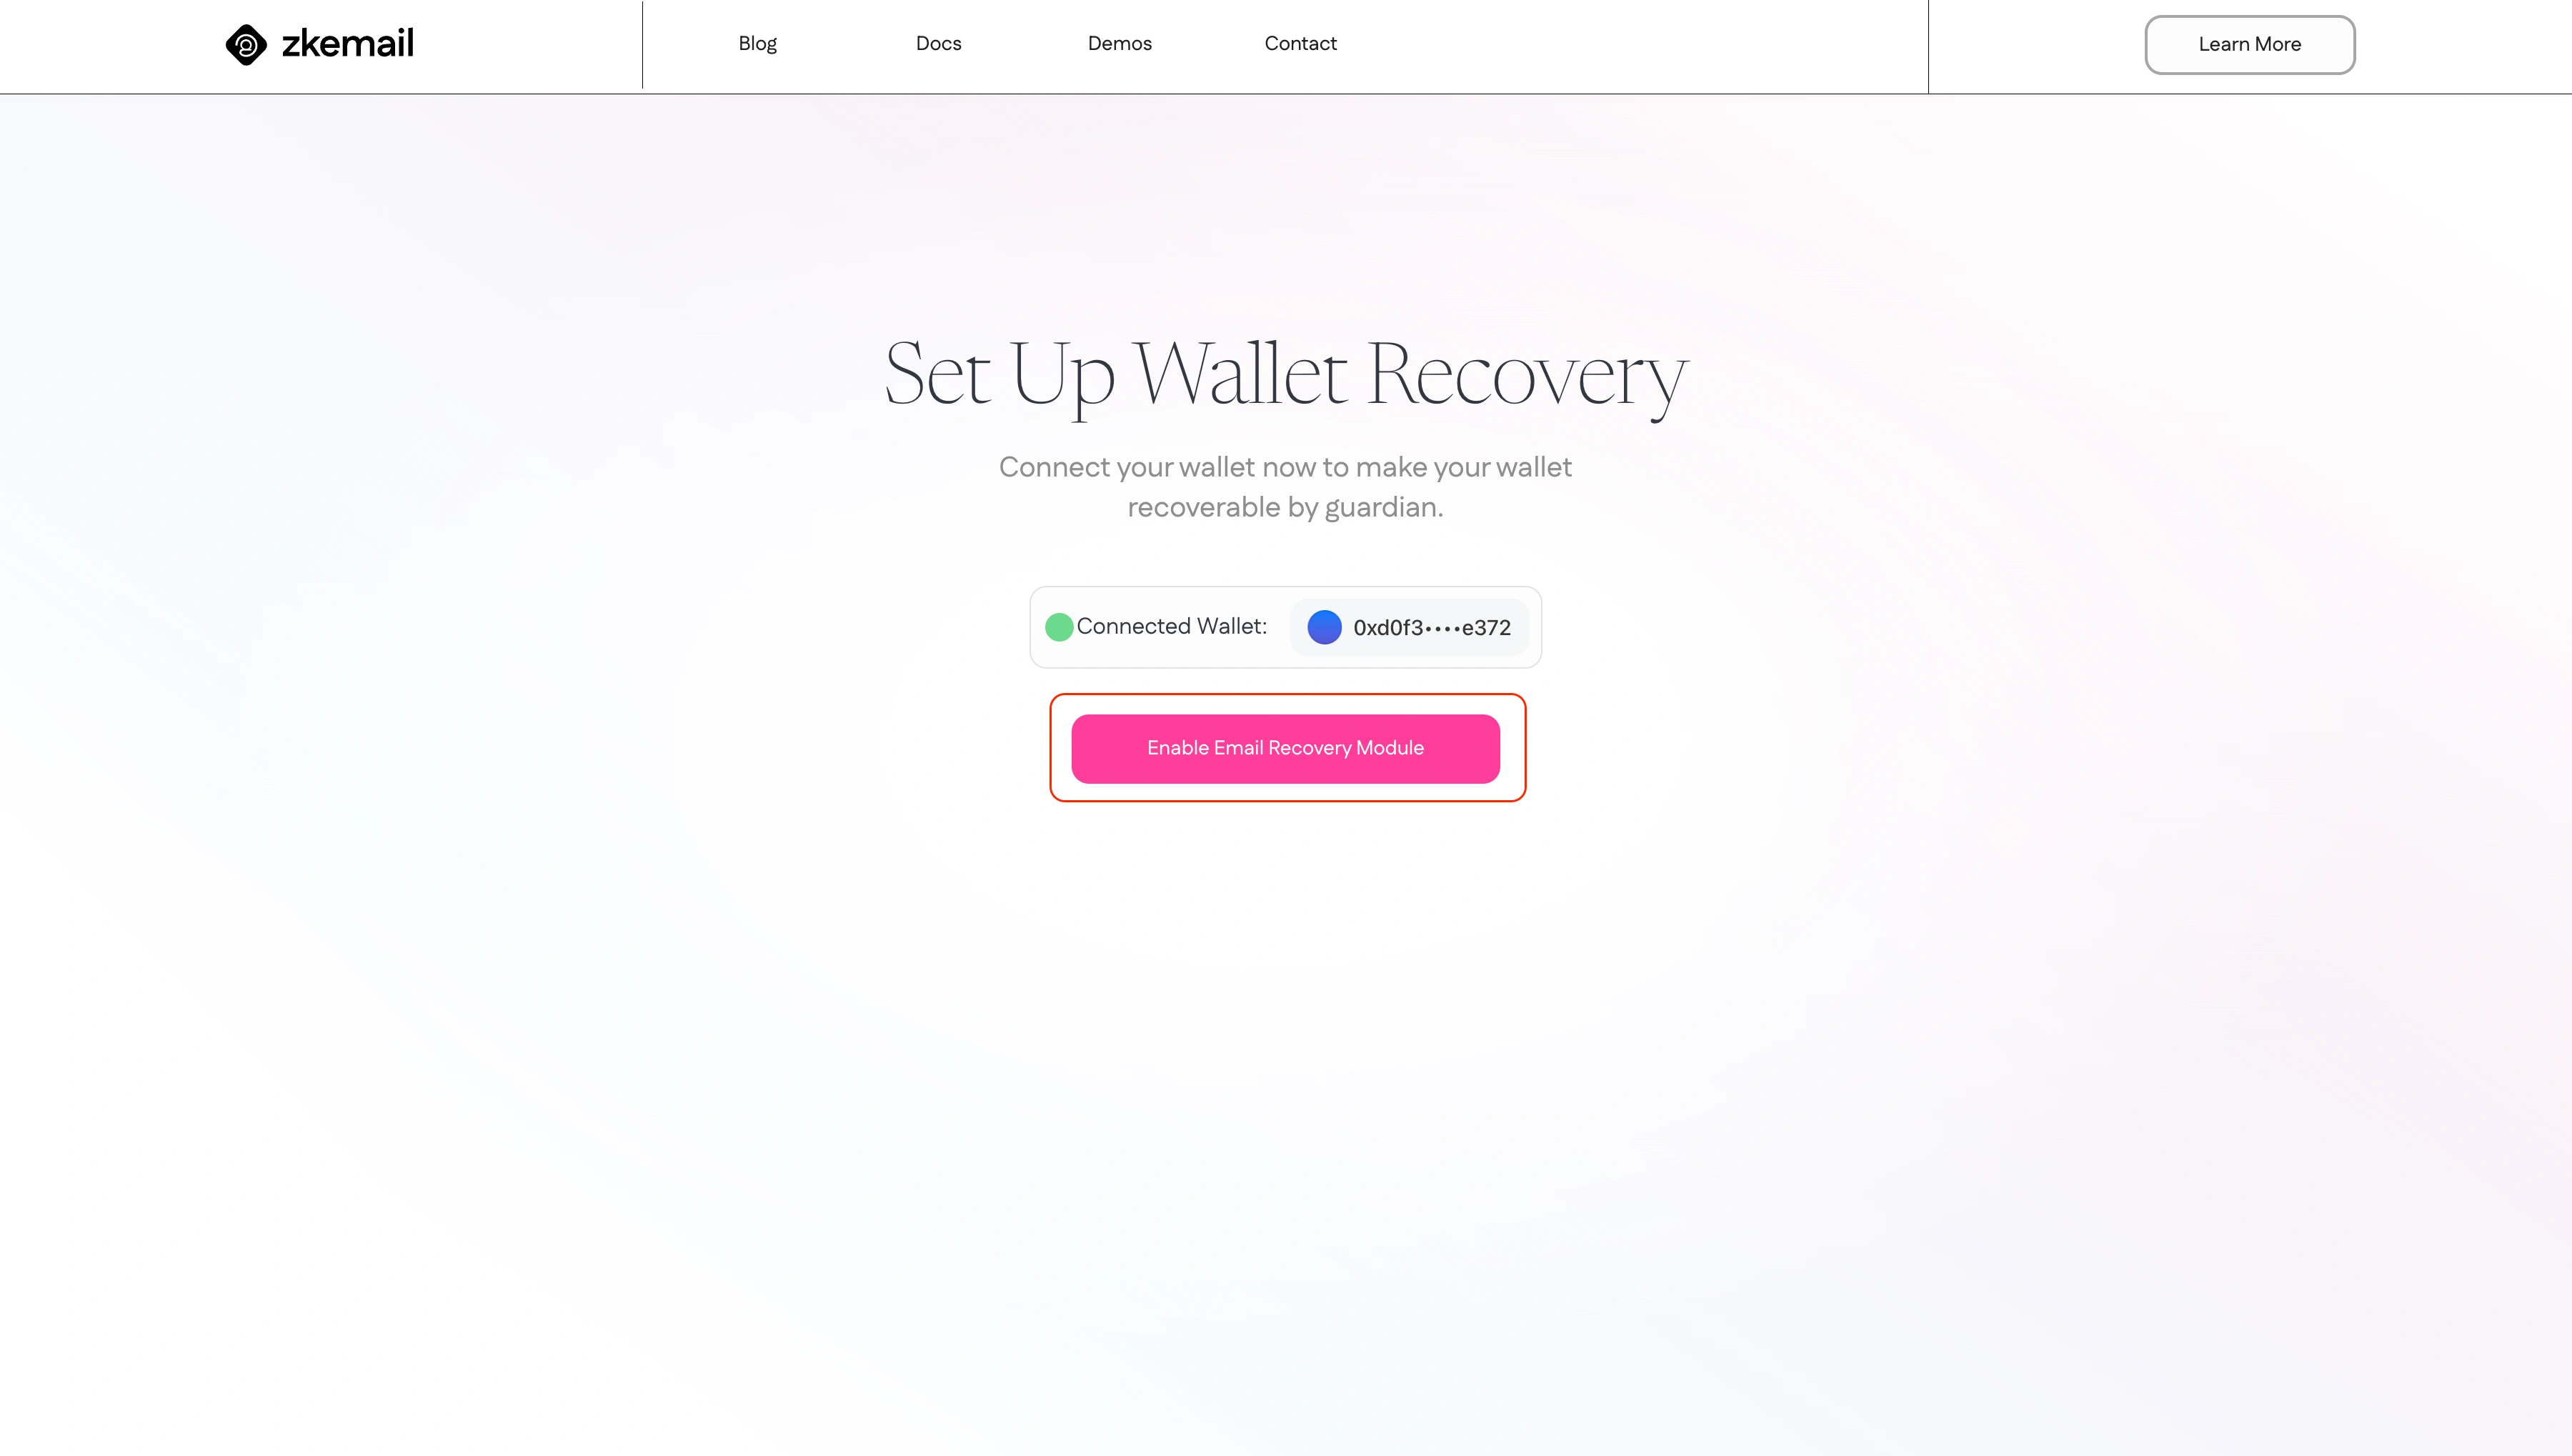 zkemail
Blog
Docs
Demos
Contact
Learn More
Set Up Wallet Recovery
Connect your wallet now to make your wallet
recoverable by guardian.
Connected Wallet:
0xd0f3••••e372
Enable Email Recovery Module